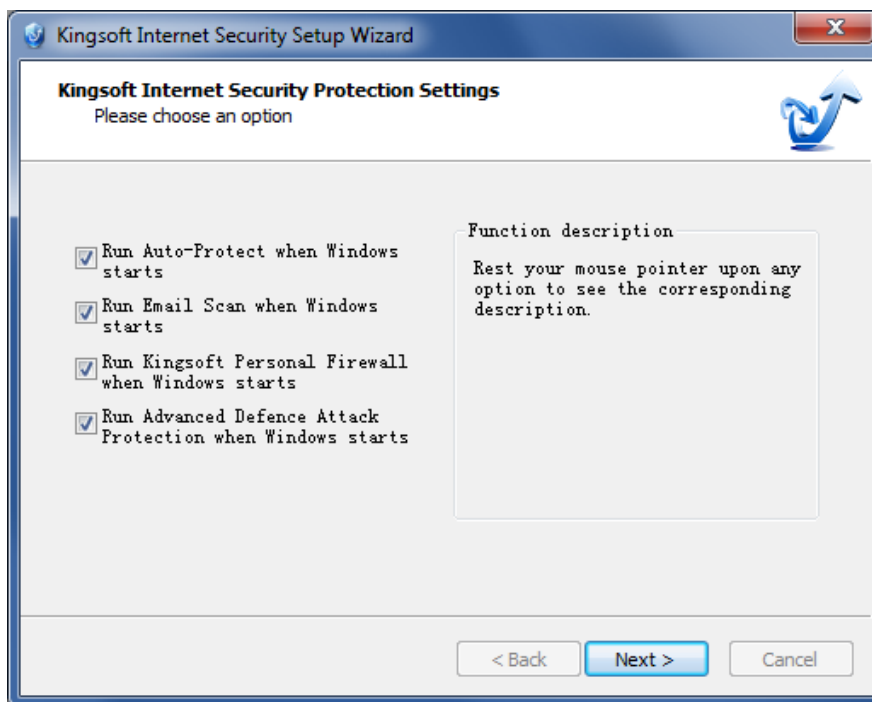 Kingsoft Internet Security Setup Wizard
Kingsoft Internet Security Protection Settings
Please choose an option
Run Auto-Protect when Windows
starts
Run Email Scan when Windows
starts
Run Kingsoft Personal Firewall
when Windows starts
Run Advanced Defence Attack
Protection when Windows starts
Function description
Rest your mouse pointer upon any
option to see the corresponding
description.
< Back
Next >
Cancel